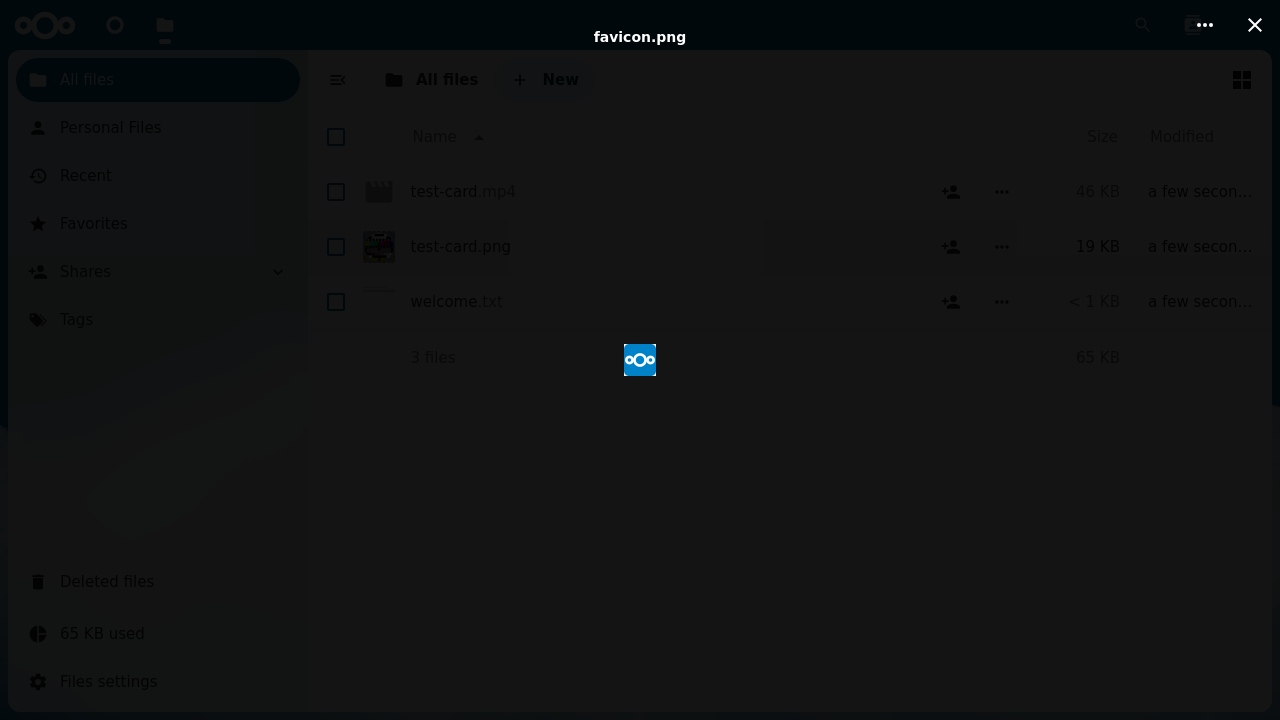 favicon.png
All files
Personal Files
Recent
Favorites
Shares
Tags
Deleted files
65 KB used
Files settings
All files
New
Name Size Modified
test-card.mp4 46 KB a few secon...
test-card.png 19 KB a few secon...
welcome.txt < 1 KB a few secon...
3 files 65 KB